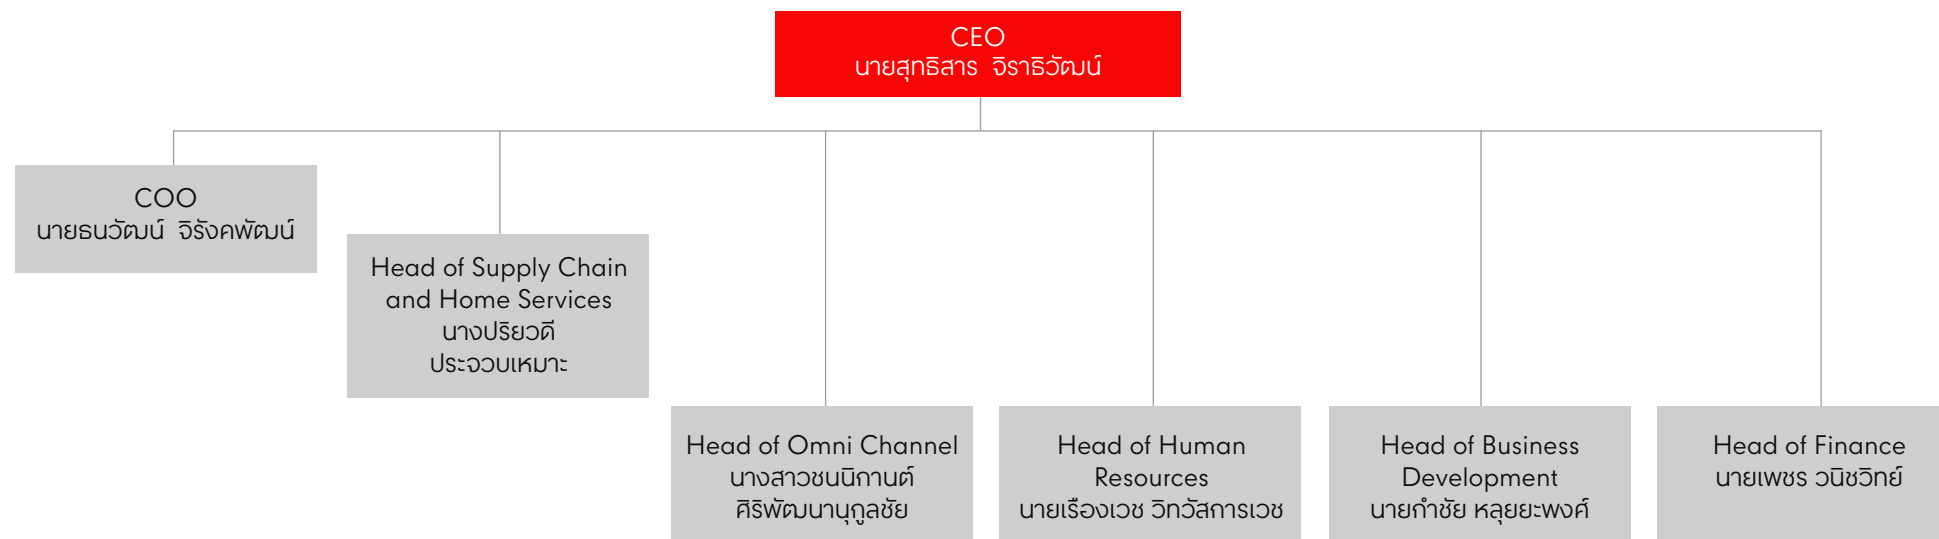 CEO
นายสุทธิสาร จิราธิวัฒน์
COO
นายธนวัฒน์ จิรังคพัฒน์
Head of Supply Chain
and Home Services
นางปริยวดี
ประจวบเหมาะ
Head of Omni Channel
นางสาวชนนิกานต์
ศิริพัฒนานุกูลชัย
Head of Human
Resources
นายเรืองเวช วิทวัสการเวช
Head of Business
Development
นายกำชัย หลุยยะพงศ์
Head of Finance
นายเพชร วนิชวิทย์